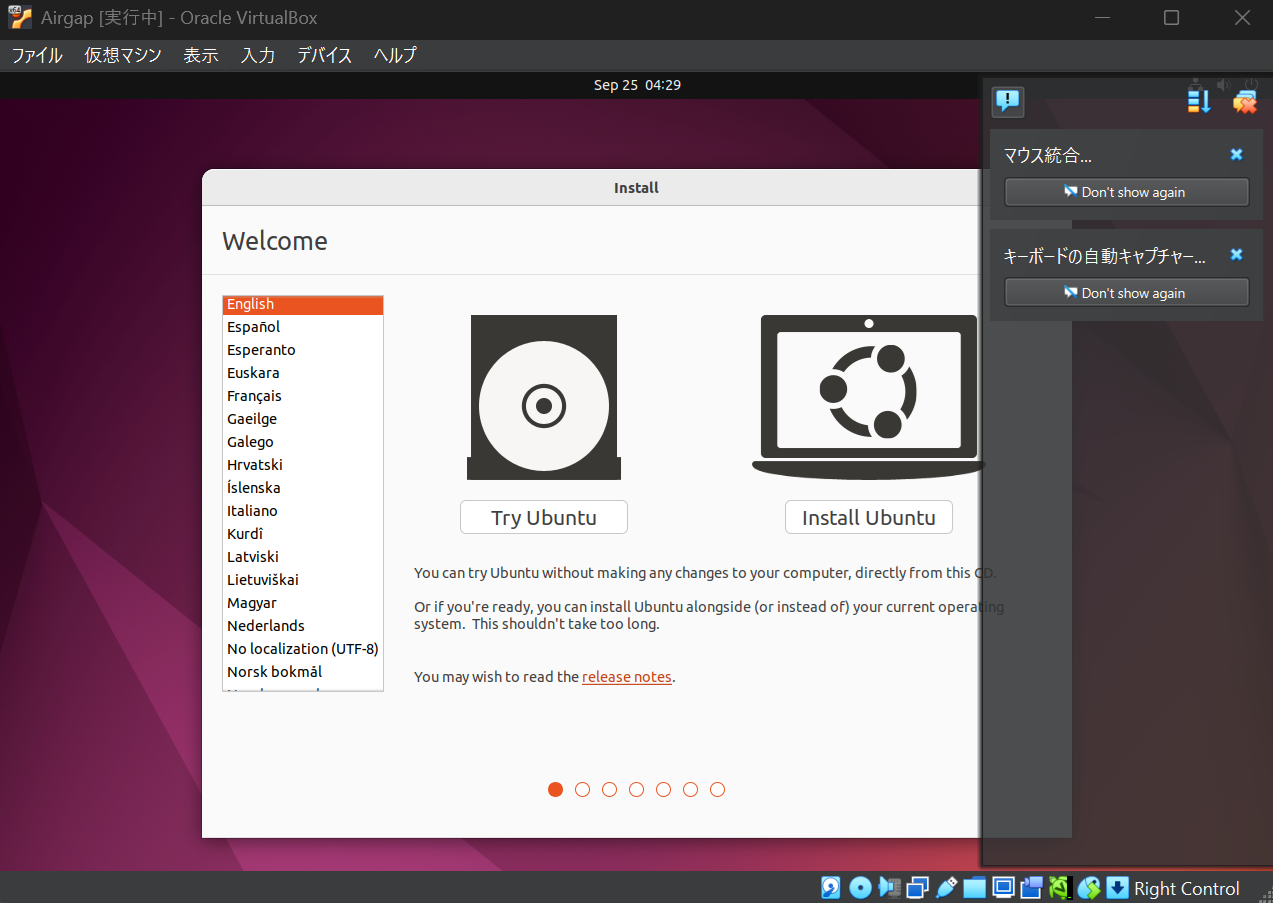 Airgap [実行中] - Oracle VirtualBox
ファイル 仮想マシン 表示 入力 デバイス ヘルプ
Sep 25 04:29
マウス統合...
Don't show again
キーボードの自動キャプチャー...
Don't show again
Install
Welcome
English
Español
Esperanto
Euskara
Français
Gaeilge
Galego
Hrvatski
Íslenska
Italiano
Kurdî
Latviski
Lietuviškai
Magyar
Nederlands
No localization (UTF-8)
Norsk bokmål
Try Ubuntu
Install Ubuntu
You can try Ubuntu without making any changes to your computer, directly from this CD.
Or if you're ready, you can install Ubuntu alongside (or instead of) your current operating
system. This shouldn't take too long.
You may wish to read the release notes.
Right Control